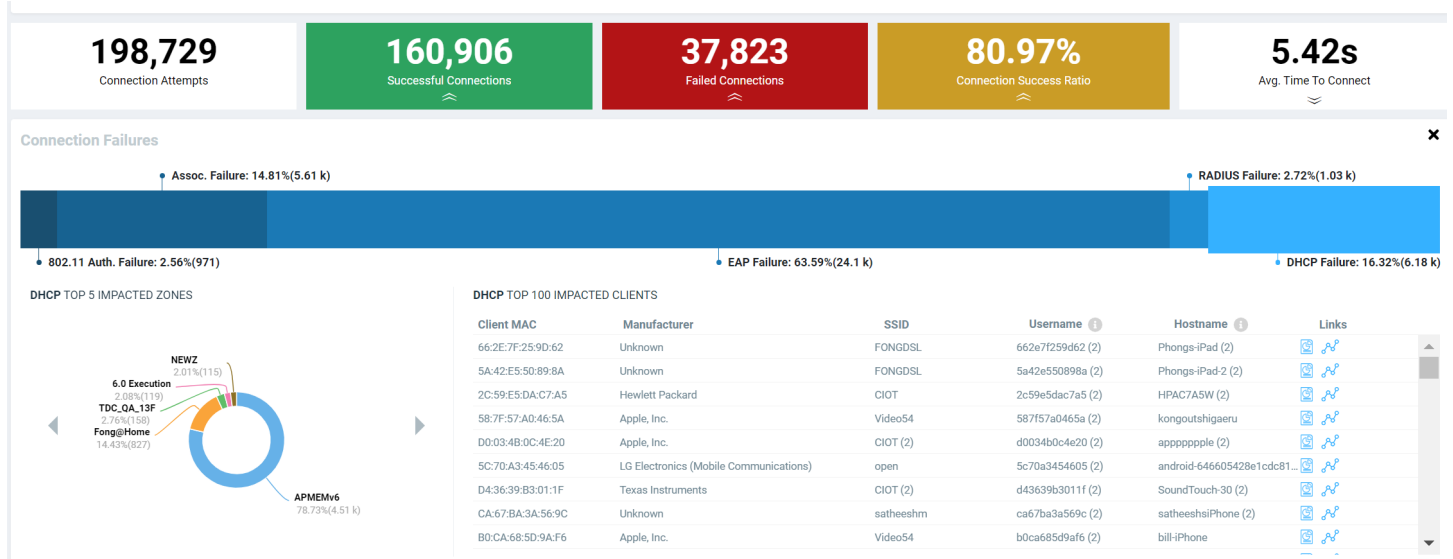 198,729
Connection Attempts
160,906
Successful Connections
37,823
Failed Connections
80.97%
Connection Success Ratio
5.42s
Avg. Time To Connect
Connection Failures
Assoc. Failure: 14.81%(5.61 k)
RADIUS Failure: 2.72%(1.03 k)
802.11 Auth. Failure: 2.56%(971)
EAP Failure: 63.59%(24.1 k)
DHCP Failure: 16.32%(6.18 k)
DHCP TOP 5 IMPACTED ZONES
NEWZ
2.01%(115)
6.0 Execution
2.08%(119)
TDC_QA_13F
2.76%(158)
Fong@Home
14.43%(827)
APMEMv6
78.73%(4.51 k)
DHCP TOP 100 IMPACTED CLIENTS
Client MAC Manufacturer SSID Username Hostname Links
66:2E:7F:25:9D:62 Unknown FONGDSL 662e7f259d62 (2) Phongs-iPad (2)
5A:42:E5:50:89:8A Unknown FONGDSL 5a42e550898a (2) Phongs-iPad-2 (2)
2C:59:E5:DA:C7:A5 Hewlett Packard CIOT 2c59e5dac7a5 (2) HPAC7A5W (2)
58:7F:57:A0:46:5A Apple, Inc. Video54 587f57a0465a (2) kongoutshigaeru
D0:03:4B:0C:4E:20 Apple, Inc. CIOT (2) d0034b0c4e20 (2) appppppple (2)
5C:70:A3:45:46:05 LG Electronics (Mobile Communications) open 5c70a3454605 (2) android-646605428e1cdc81...
D4:36:39:B3:01:1F Texas Instruments CIOT (2) d43639b3011f (2) SoundTouch-30 (2)
CA:67:BA:3A:56:9C Unknown satheeshm ca67ba3a569c (2) satheeshsiPhone (2)
B0:CA:68:5D:9A:F6 Apple, Inc. Video54 b0ca685d9af6 (2) bill-iPhone